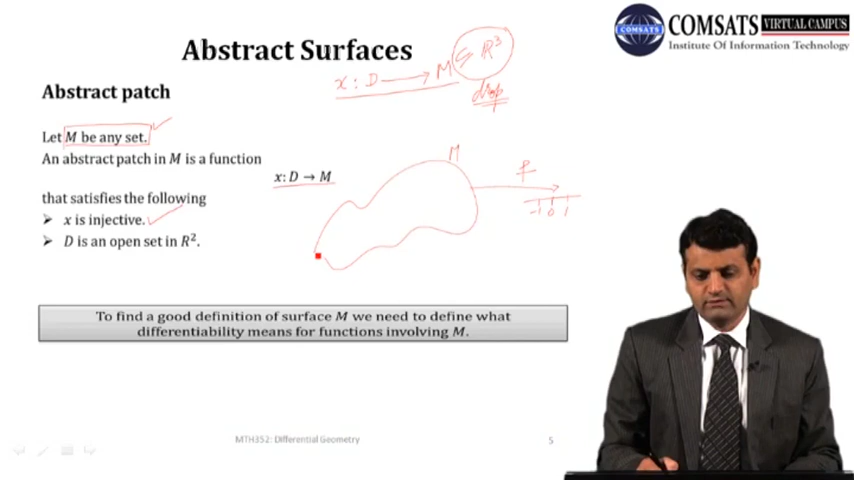 COMSATS VIRTUAL CAMPUS
COMSATS
Institute Of Information Technology
Abstract Surfaces
x : D → M ⊆ ℝ³
Abstract patch
Let M be any set.
An abstract patch in M is a function
x: D → M
M
f
-1 0 1
that satisfies the following
➢ x is injective.
➢ D is an open set in R².
To find a good definition of surface M we need to define what
differentiability means for functions involving M.
MTH352: Differential Geometry
5